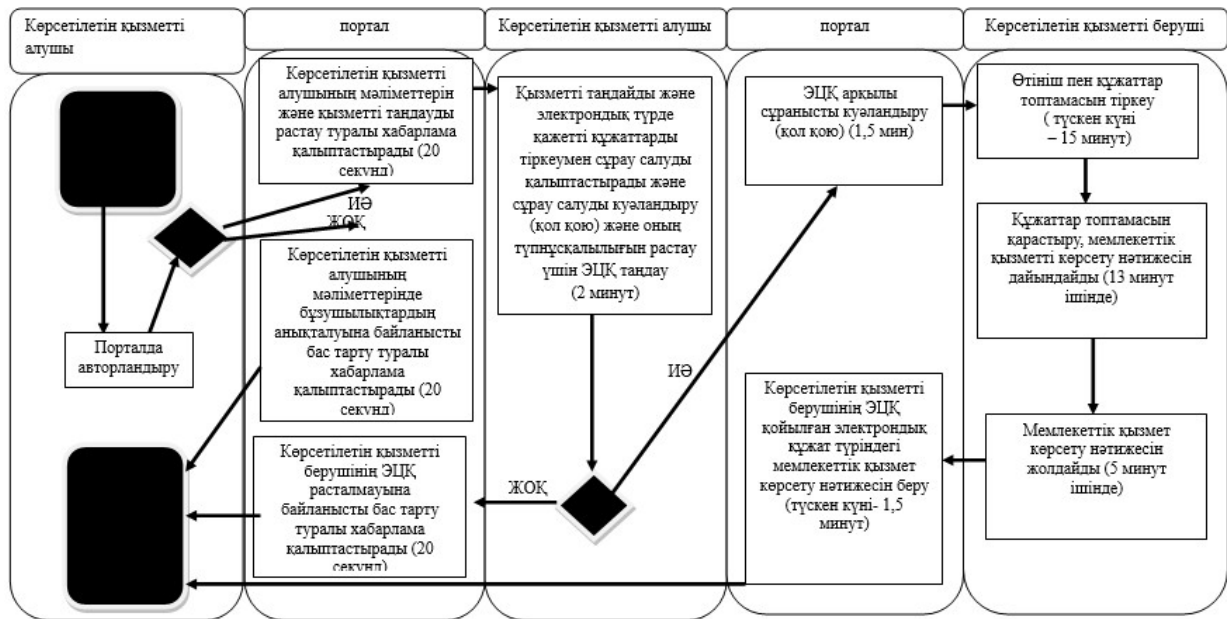 Көрсетілетін қызметті
алушы
портал
Көрсетілетін қызметті алушы
портал
Көрсетілетін қызметті беруші
Порталда
авторландыру
Көрсетілетін қызметті
алушының мәліметтерін
және қызметті таңдауды
растау туралы хабарлама
қалыптастырады (20
секунд)
ИӘ
ЖОҚ
Көрсетілетін қызметті
алушының
мәліметтерінде
бұзушылықтардың
анықталуына байланысты
бас тарту туралы
хабарлама
қалыптастырады (20
секунд)
Көрсетілетін қызметті
берушінің ЭЦҚ
расталмауына
байланысты бас тарту
туралы хабарлама
қалыптастырады (20
секунд)
Қызметті таңдайды және
электрондық түрде
қажетті құжаттарды
тіркеумен сұрау салуды
қалыптастырады және
сұрау салуды куәландыру
(қол қою) және оның
түпнұсқалылығын растау
үшін ЭЦҚ таңдау
(2 минут)
ЖОҚ
ИӘ
ЭЦҚ арқылы
сұранысты куәландыру
(қол қою) (1,5 мин)
Көрсетілетін қызметті
берушінің ЭЦҚ
қойылған электрондық
құжат түріндегі
мемлекеттік қызмет
көрсету нәтижесін беру
(түскен күні- 1,5
минут)
Өтініш пен құжаттар
топтамасын тіркеу
( түскен күні
– 15 минут)
Құжаттар топтамасын
қарастыру, мемлекеттік
қызметті көрсету нәтижесін
дайындайды (13 минут
ішінде)
Мемлекеттік қызмет
көрсету нәтижесін
жолдайды (5 минут
ішінде)